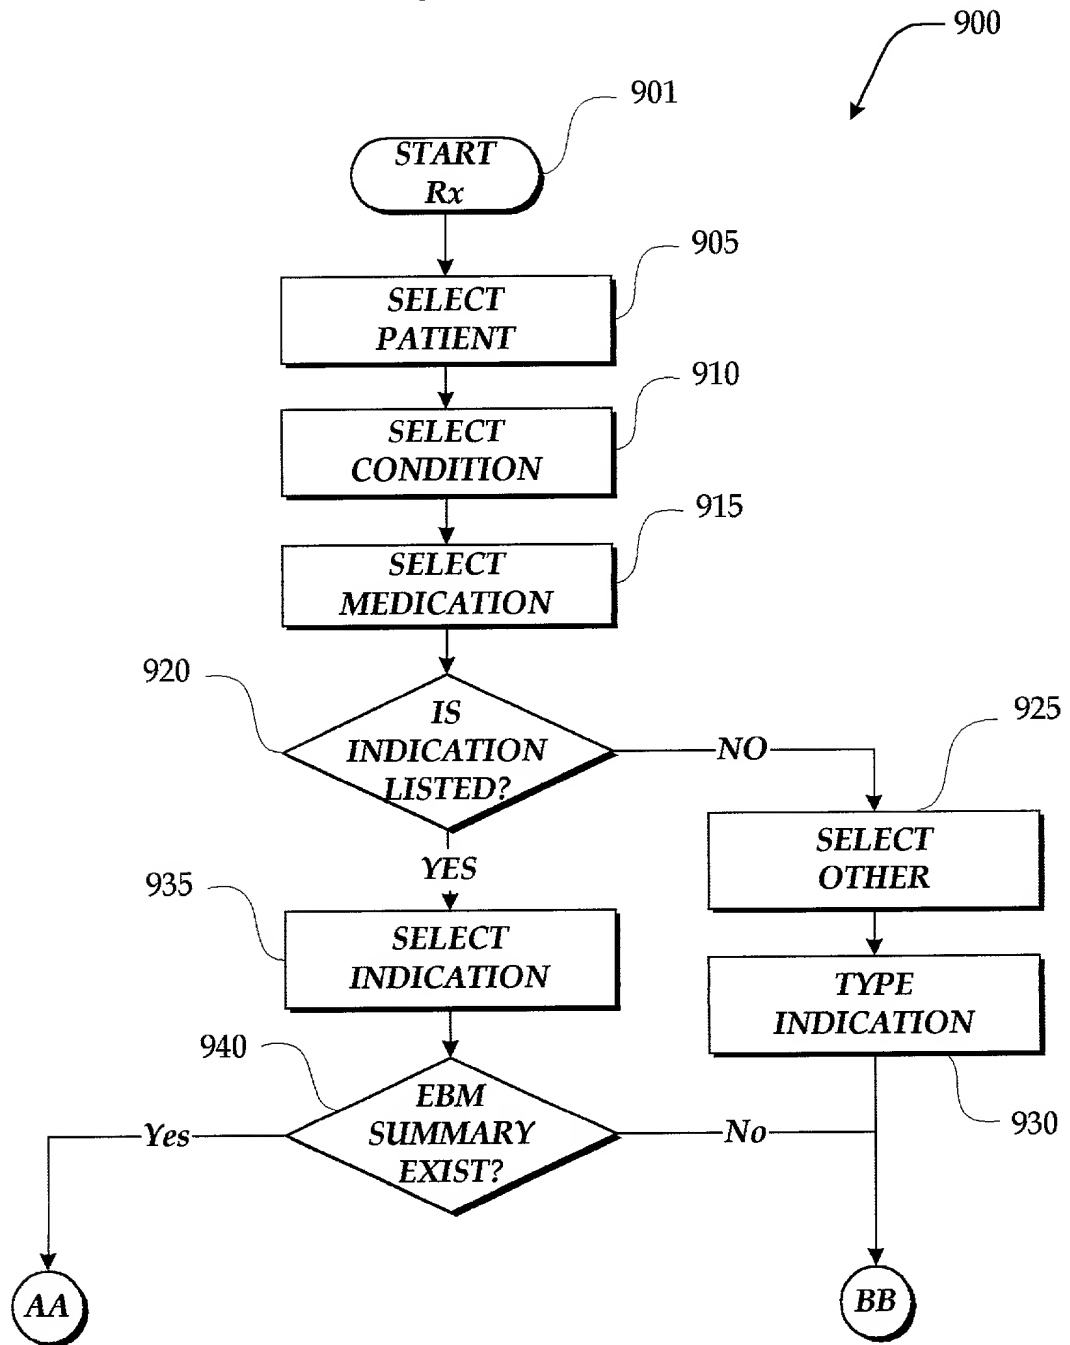 900
901
START
Rx
905
SELECT
PATIENT
910
SELECT
CONDITION
915
SELECT
MEDICATION
920
IS
INDICATION
LISTED?
NO
925
SELECT
OTHER
YES
935
SELECT
INDICATION
TYPE
INDICATION
940
EBM
SUMMARY
EXIST?
Yes
No
930
AA
BB